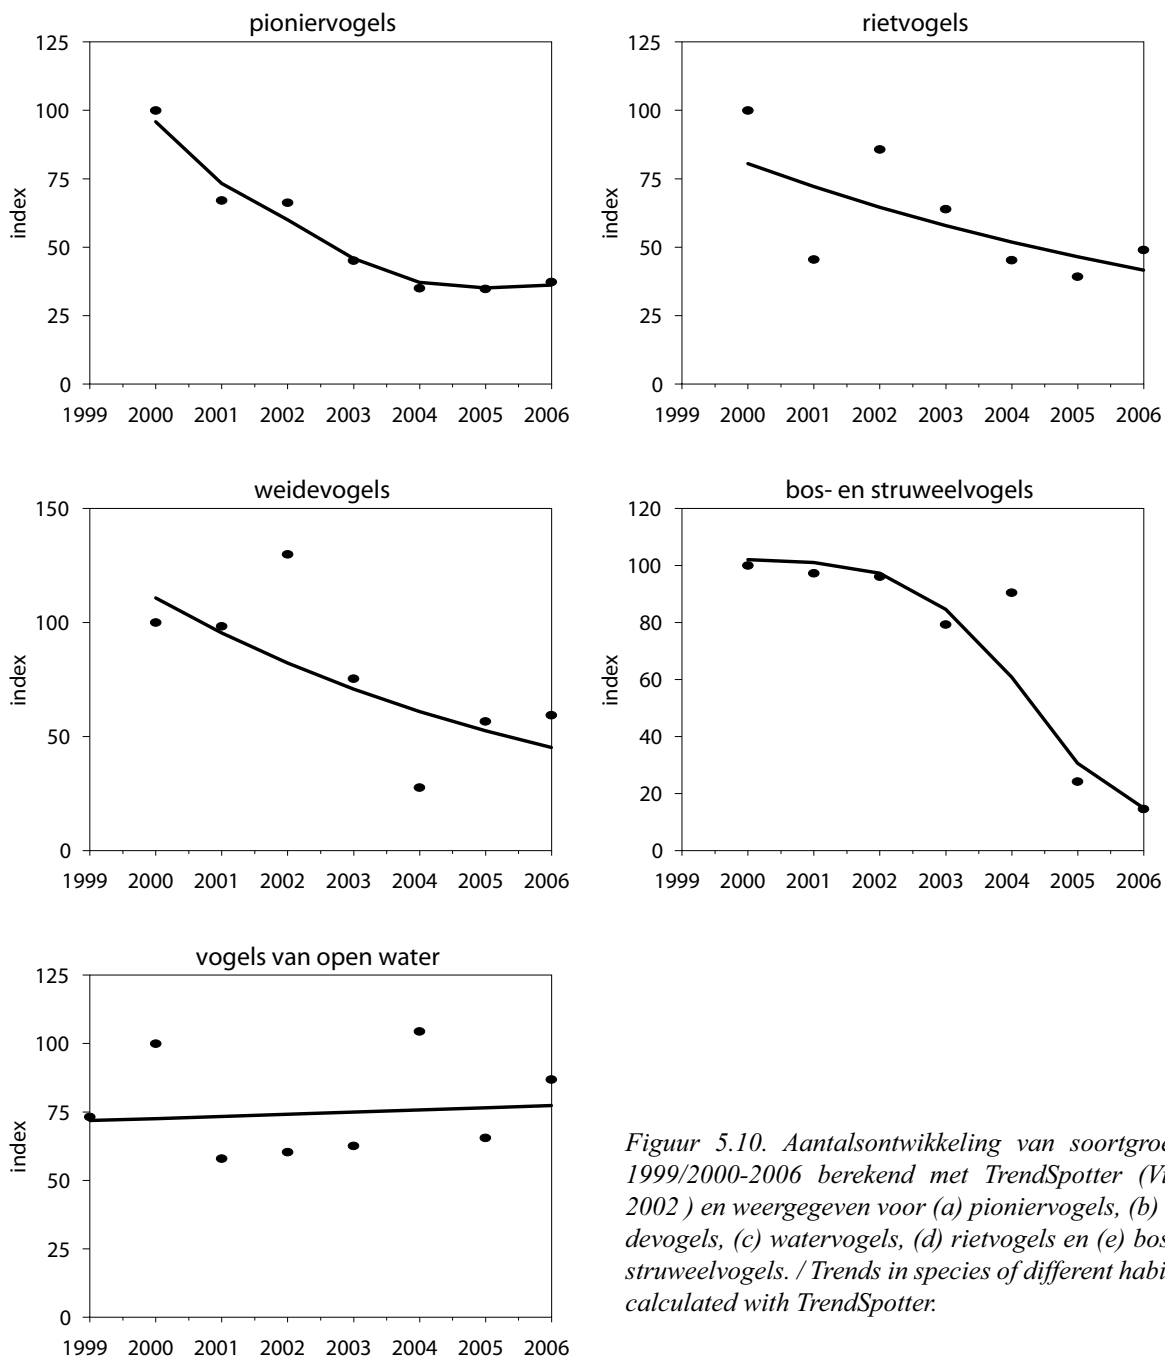 pioniervogels
125
100
75
50
25
0
index
1999 2000 2001 2002 2003 2004 2005 2006
rietvogels
125
100
75
50
25
0
index
1999 2000 2001 2002 2003 2004 2005 2006
weidevogels
150
100
50
0
index
1999 2000 2001 2002 2003 2004 2005 2006
bos- en struweelvogels
120
100
80
60
40
20
0
index
1999 2000 2001 2002 2003 2004 2005 2006
vogels van open water
125
100
75
50
25
0
index
1999 2000 2001 2002 2003 2004 2005 2006
Figuur 5.10. Aantalsontwikkeling van soortgroe
1999/2000-2006 berekend met TrendSpotter (Vi
2002 ) en weergegeven voor (a) pioniervogels, (b)
devogels, (c) watervogels, (d) rietvogels en (e) bos
struweelvogels. / Trends in species of different habi
calculated with TrendSpotter.